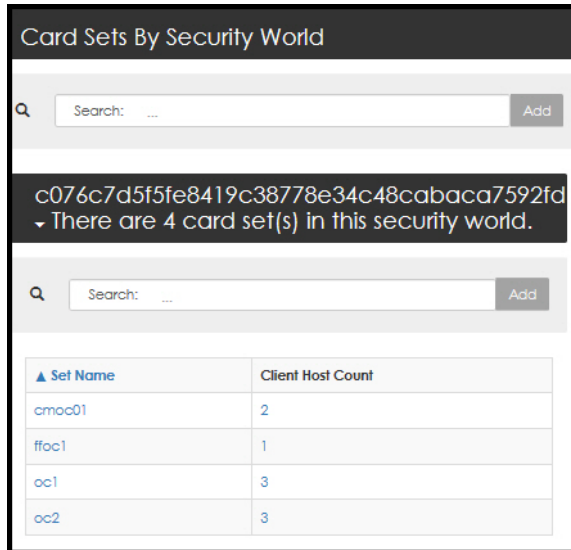 Card Sets By Security World
Search: ...
Add
c076c7d5f5fe8419c38778e34c48cabaca7592fd
There are 4 card set(s) in this security world.
Search: ...
Add
▲ Set Name Client Host Count
cmoc01 2
ffoc1 1
oc1 3
oc2 3